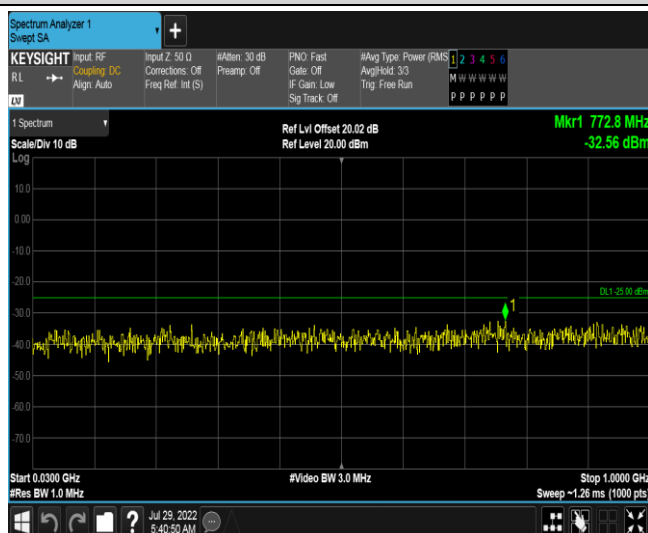 Spectrum Analyzer 1
Swept SA
KEYSIGHT
RL
Input: RF
Coupling: DC
Align: Auto
Input Z: 50 Ω
Corrections: Off
Freq Ref: Int (S)
#Atten: 30 dB
Preamp: Off
PNO: Fast
Gate: Off
IF Gain: Low
Sig Track: Off
#Avg Type: Power (RMS
Avg|Hold: 3/3
Trig: Free Run
1 2 3 4 5 6
M W W W W W
P P P P P P
LXI
1 Spectrum
Scale/Div 10 dB
Log
Ref Lvl Offset 20.02 dB
Ref Level 20.00 dBm
Mkr1 772.8 MHz
-32.56 dBm
10.0
0.00
-10.0
-20.0
DL1 -25.00 dBm
1
-30.0
-40.0
-50.0
-60.0
-70.0
Start 0.0300 GHz
#Res BW 1.0 MHz
#Video BW 3.0 MHz
Stop 1.0000 GHz
Sweep ~1.26 ms (1000 pts)
?
Jul 29, 2022
5:40:50 AM